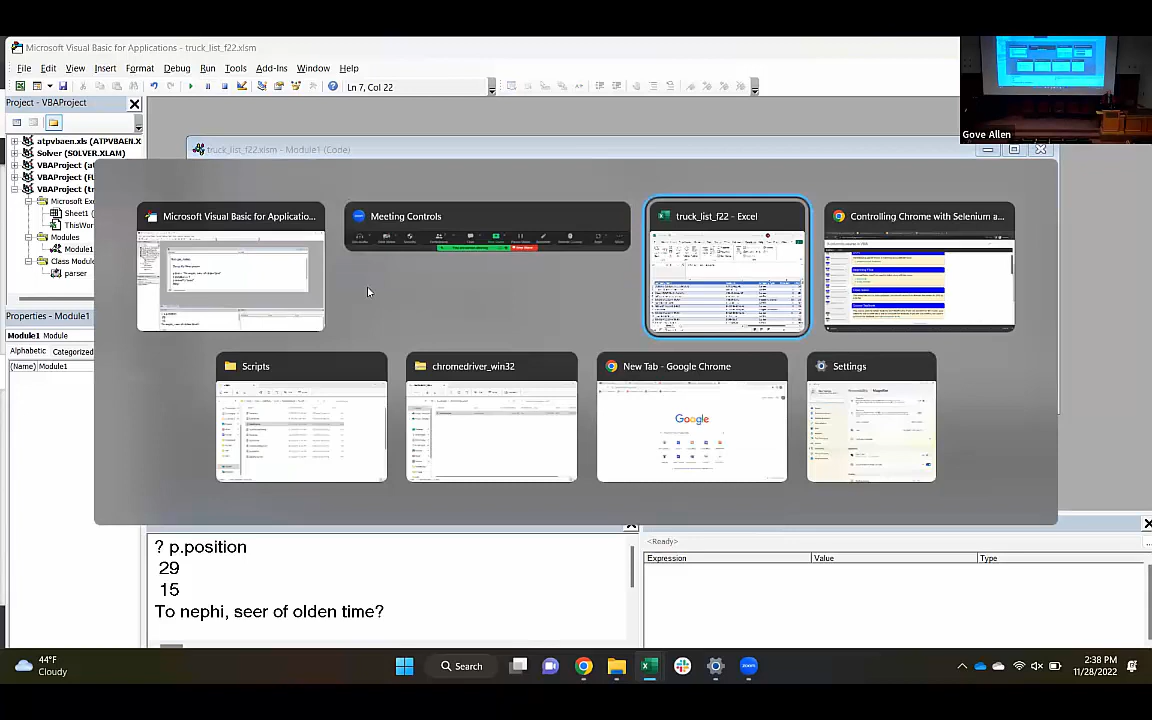 Microsoft Visual Basic for Applications - truck_list_f22.xlsm
File Edit View Insert Format Debug Run Tools Add-Ins Window Help
Ln 7, Col 22
Gove Allen
Project - VBAProject
atpvbaen.xls (ATPVBAEN.X
Solver (SOLVER.XLAM)
VBAProject (a
VBAProject (FU
VBAProject (tr
Microsoft Exc
Sheet1 (
ThisWor
Modules
Module1
Class Module
parser
truck_list_f22.xlsm - Module1 (Code)
Microsoft Visual Basic for Applicatio...
Meeting Controls
truck_list_f22 - Excel
Controlling Chrome with Selenium a...
Scripts
chromedriver_win32
New Tab - Google Chrome
Settings
Google
Properties - Module1
Module1 Module
Alphabetic Categorized
(Name) Module1
? p.position
29
15
To nephi, seer of olden time?
<Ready>
Expression Value Type
44°F
Cloudy
Search
2:38 PM
11/28/2022